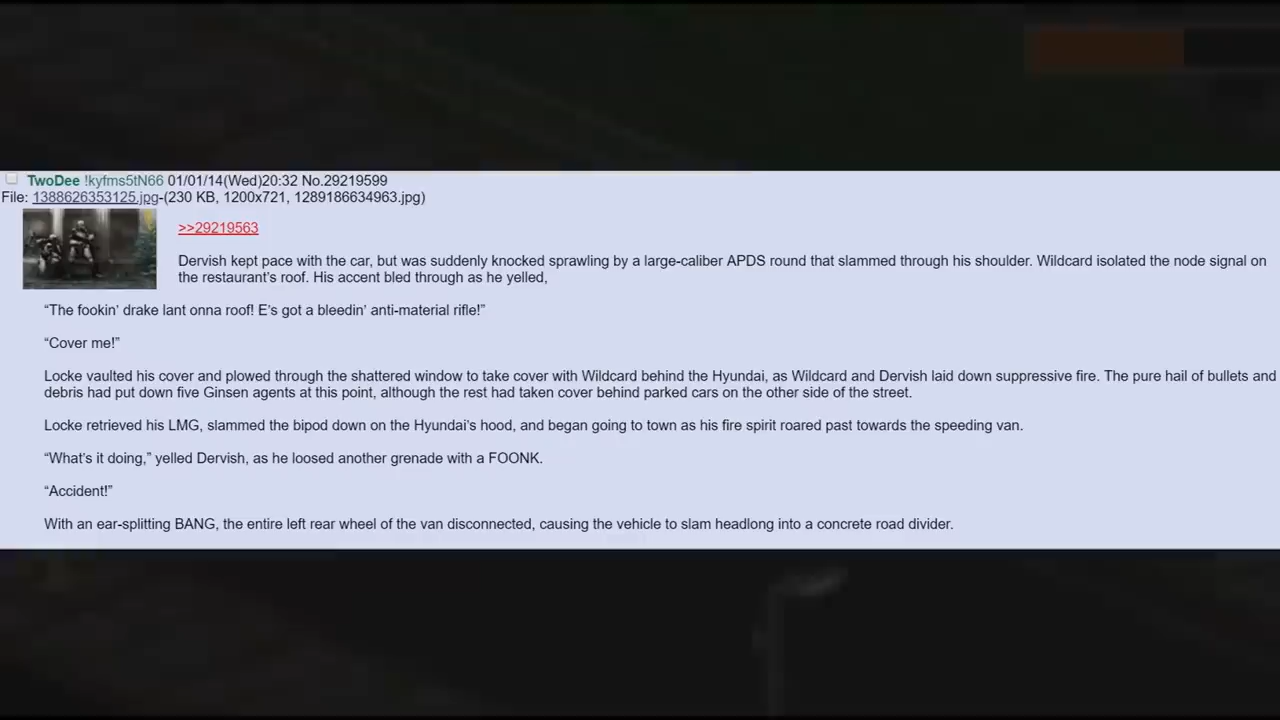 TwoDee !kyfms5tN66 01/01/14(Wed)20:32 No.29219599
File: 1388626353125.jpg-(230 KB, 1200x721, 1289186634963.jpg)
>>29219563
Dervish kept pace with the car, but was suddenly knocked sprawling by a large-caliber APDS round that slammed through his shoulder. Wildcard isolated the node signal on
the restaurant's roof. His accent bled through as he yelled,
“The fookin’ drake lant onna roof! E’s got a bleedin’ anti-material rifle!”
“Cover me!”
Locke vaulted his cover and plowed through the shattered window to take cover with Wildcard behind the Hyundai, as Wildcard and Dervish laid down suppressive fire. The pure hail of bullets and
debris had put down five Ginsen agents at this point, although the rest had taken cover behind parked cars on the other side of the street.
Locke retrieved his LMG, slammed the bipod down on the Hyundai’s hood, and began going to town as his fire spirit roared past towards the speeding van.
“What’s it doing,” yelled Dervish, as he loosed another grenade with a FOONK.
“Accident!”
With an ear-splitting BANG, the entire left rear wheel of the van disconnected, causing the vehicle to slam headlong into a concrete road divider.